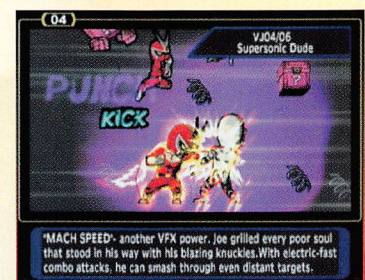 04
VJ04/06
Supersonic Dude
PUNCH
KICK
?
"MACH SPEED"- another VFX power. Joe grilled every poor soul
that stood in his way with his blazing knuckles.With electric-fast
combo attacks, he can smash through even distant targets.